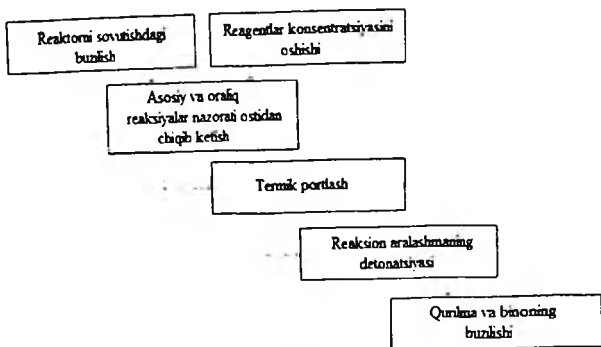 Reaktorni sovutishdagi
buzilish
Reagentlar konsentratsiyasini
oshishi
Asosiy va oraliq
reaksiyalar nazorati ostidan
chiqib ketish
Termik portlash
Reaksion aralashmaning
detonatsiyasi
Qurilma va binoning
buzilishi